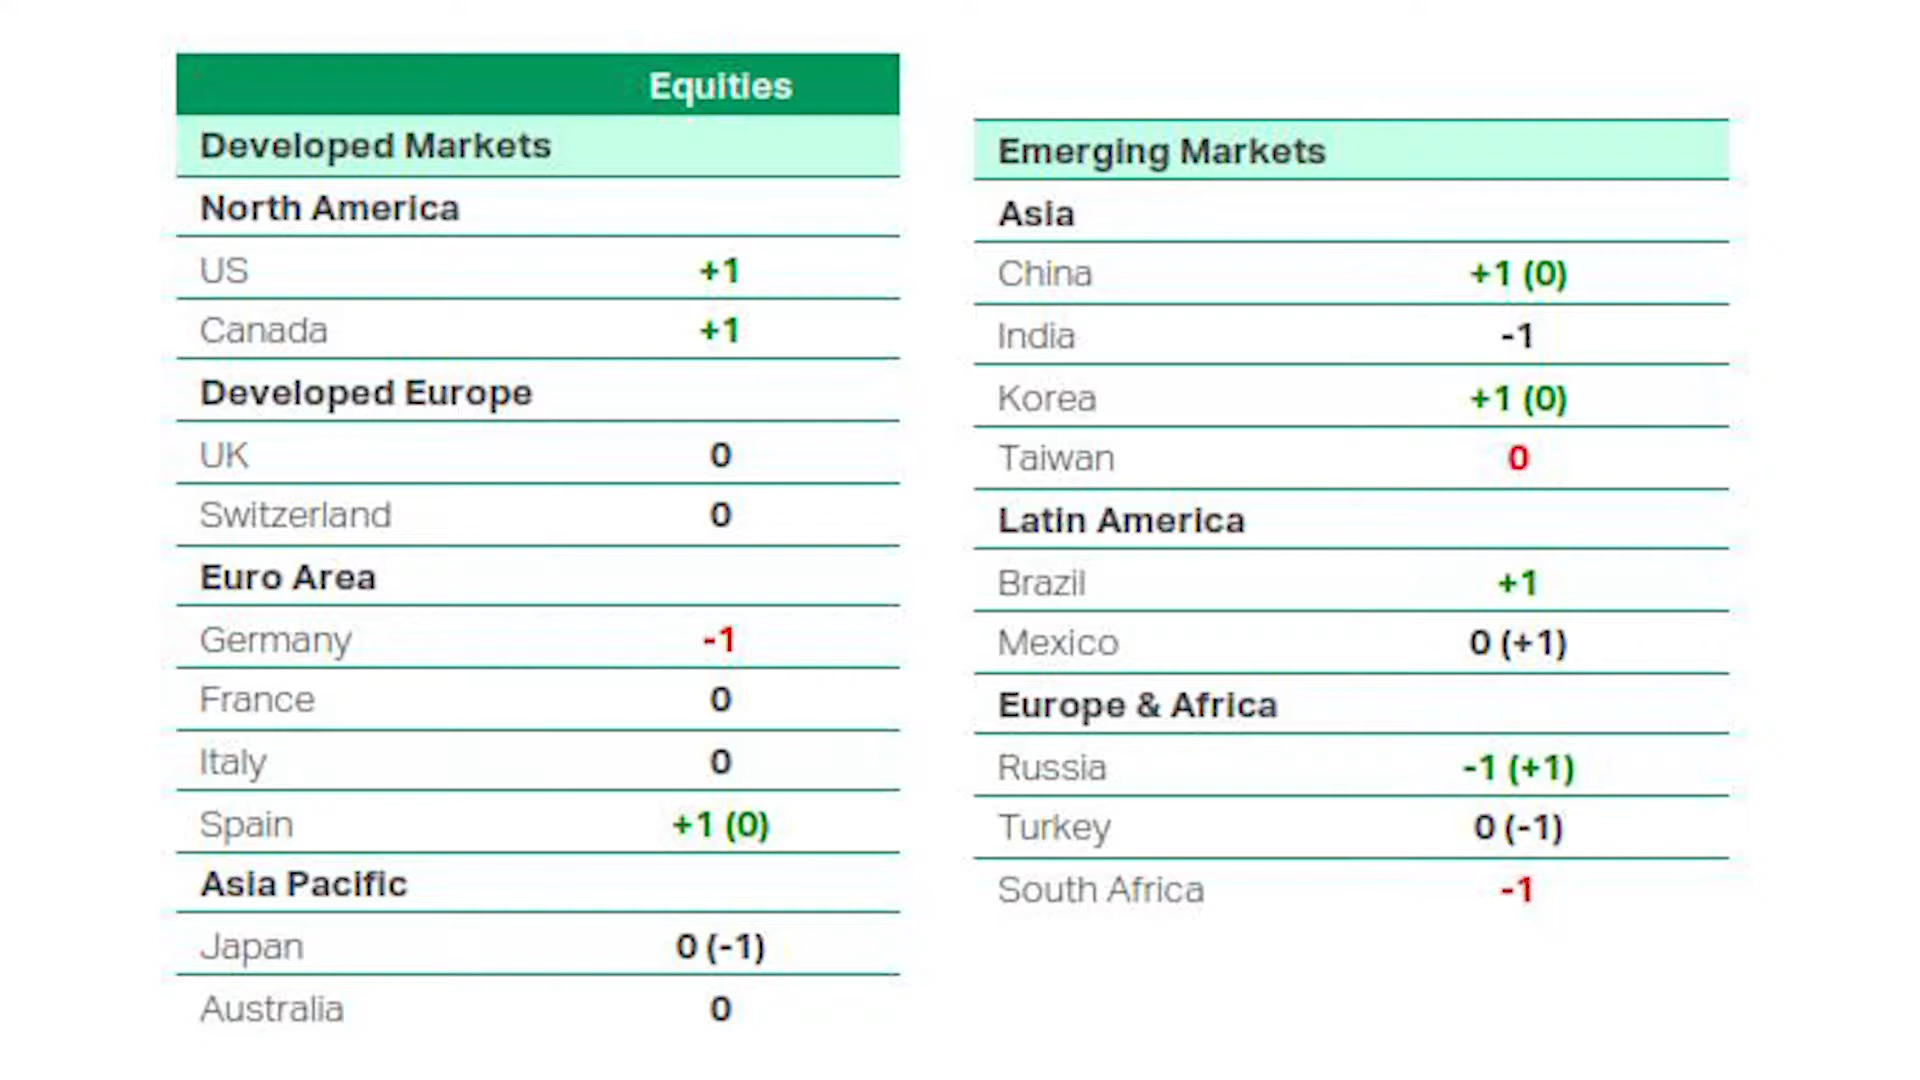 Equities
Developed Markets
North America
US +1
Canada +1
Developed Europe
UK 0
Switzerland 0
Euro Area
Germany -1
France 0
Italy 0
Spain +1 (0)
Asia Pacific
Japan 0 (-1)
Australia 0
Emerging Markets
Asia
China +1 (0)
India -1
Korea +1 (0)
Taiwan 0
Latin America
Brazil +1
Mexico 0 (+1)
Europe & Africa
Russia -1 (+1)
Turkey 0 (-1)
South Africa -1